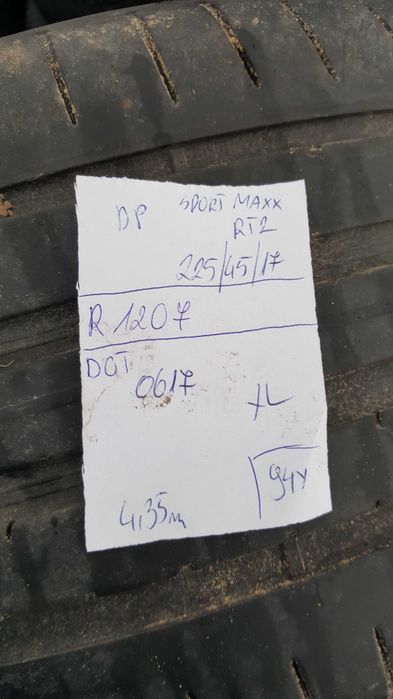 DP SPORT MAXX
RT2
225/45/17
R 1207
DOT
0617
XL
4,35m
94Y